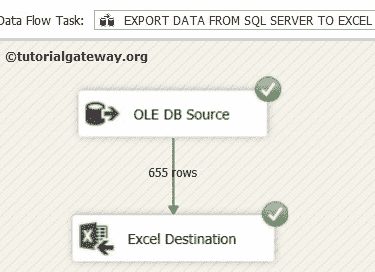 Data Flow Task: EXPORT DATA FROM SQL SERVER TO EXCEL
©tutorialgateway.org
OLE DB Source
655 rows
Excel Destination